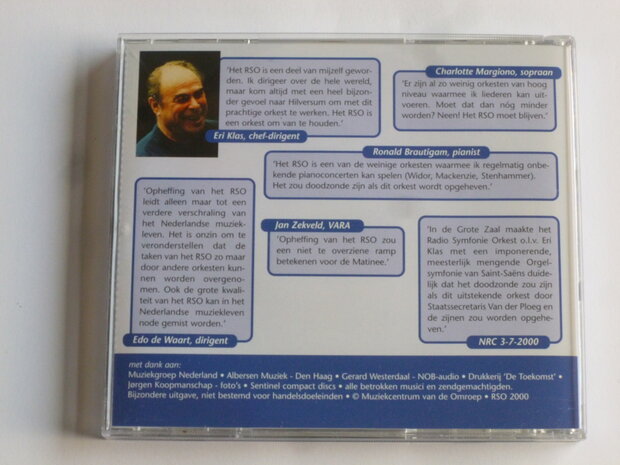 'Het RSO is een deel van mijzelf gewor-
den. Ik dirigeer over de hele wereld,
maar kom altijd met een heel bijzon-
der gevoel naar Hilversum om met dit
prachtige orkest te werken. Het RSO is
een orkest om van te houden.'
Eri Klas, chef-dirigent
Charlotte Margiono, sopraan
'Er zijn al zo weinig orkesten van hoog
niveau waarmee ik liederen kan uit-
voeren. Moet dat dan nóg minder
worden? Neen! Het RSO moet blijven.'
Ronald Brautigam, pianist
'Het RSO is een van de weinige orkesten waarmee ik regelmatig onbe-
kende pianoconcerten kan spelen (Widor, Mackenzie, Stenhammer).
Het zou doodzonde zijn als dit orkest wordt opgeheven.'
'Opheffing van het RSO
leidt alleen maar tot een
verdere verschraling van
het Nederlandse muziek-
leven. Het is onzin om te
veronderstellen dat de
taken van het RSO zo maar
door andere orkesten kun-
nen worden overgeno-
men. Ook de grote kwali-
teit van het RSO kan in het
Nederlandse muziekleven
node gemist worden.'
Edo de Waart, dirigent
Jan Zekveld, VARA
'Opheffing van het RSO zou
een niet te overziene ramp
betekenen voor de Matinee.'
'In de Grote Zaal maakte het
Radio Symfonie Orkest o.l.v. Eri
Klas met een imponerende,
meesterlijk mengende Orgel-
symfonie van Saint-Saëns duide-
lijk dat het doodzonde zou zijn
als dit uitstekende orkest door
Staatssecretaris Van der Ploeg en
de zijnen zou worden opgehe-
ven.'
NRC 3-7-2000
met dank aan:
Muziekgroep Nederland • Albersen Muziek - Den Haag • Gerard Westerdaal - NOB-audio • Drukkerij 'De Toekomst' •
Jørgen Koopmanschap - foto's • Sentinel compact discs • alle betrokken musici en zendgemachtigden.
Bijzondere uitgave, niet bestemd voor handelsdoeleinden • © Muziekcentrum van de Omroep • RSO 2000